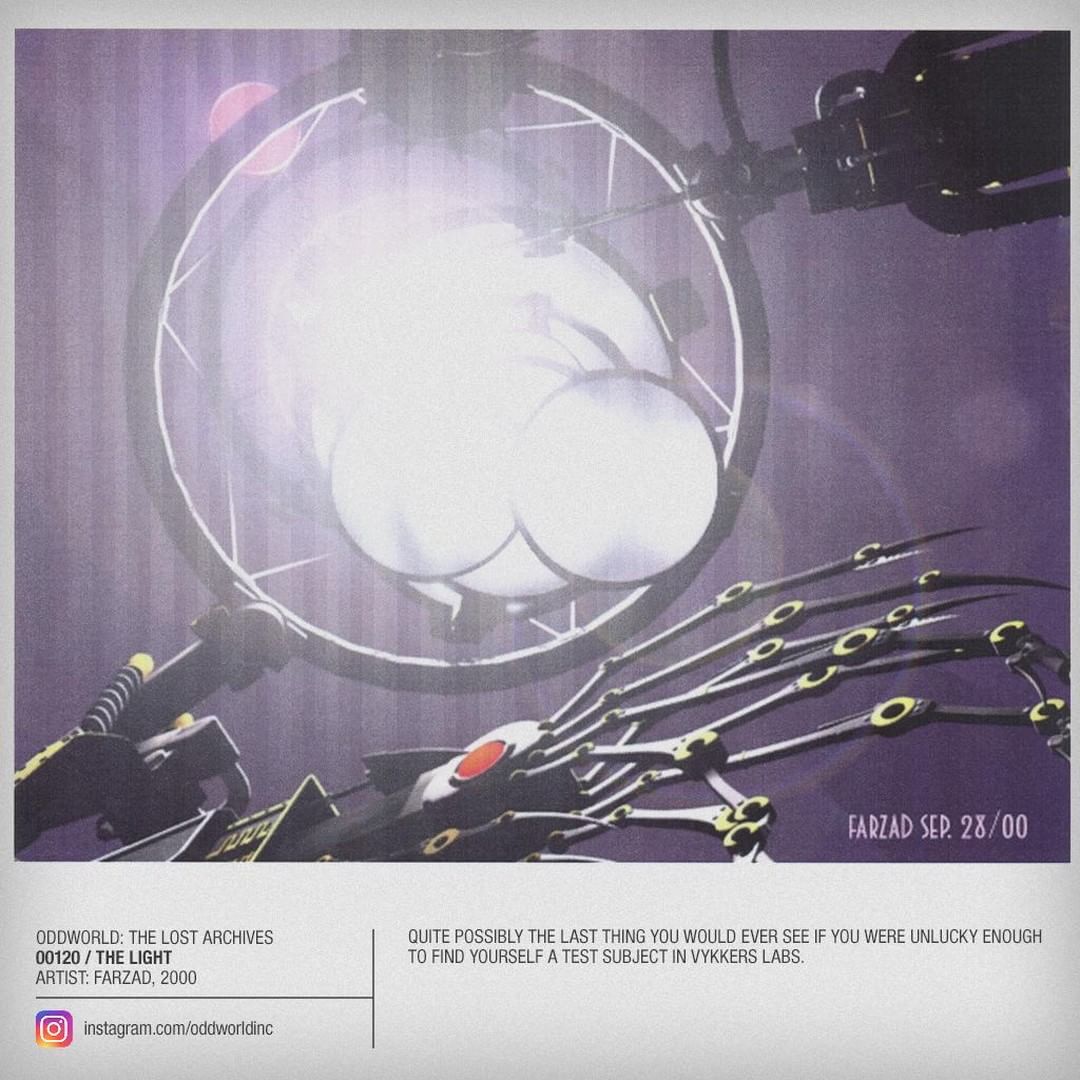 FARZAD SEP. 28/00
ODDWORLD: THE LOST ARCHIVES
00120 / THE LIGHT
ARTIST: FARZAD, 2000
instagram.com/oddworldinc
QUITE POSSIBLY THE LAST THING YOU WOULD EVER SEE IF YOU WERE UNLUCKY ENOUGH
TO FIND YOURSELF A TEST SUBJECT IN VYKKERS LABS.